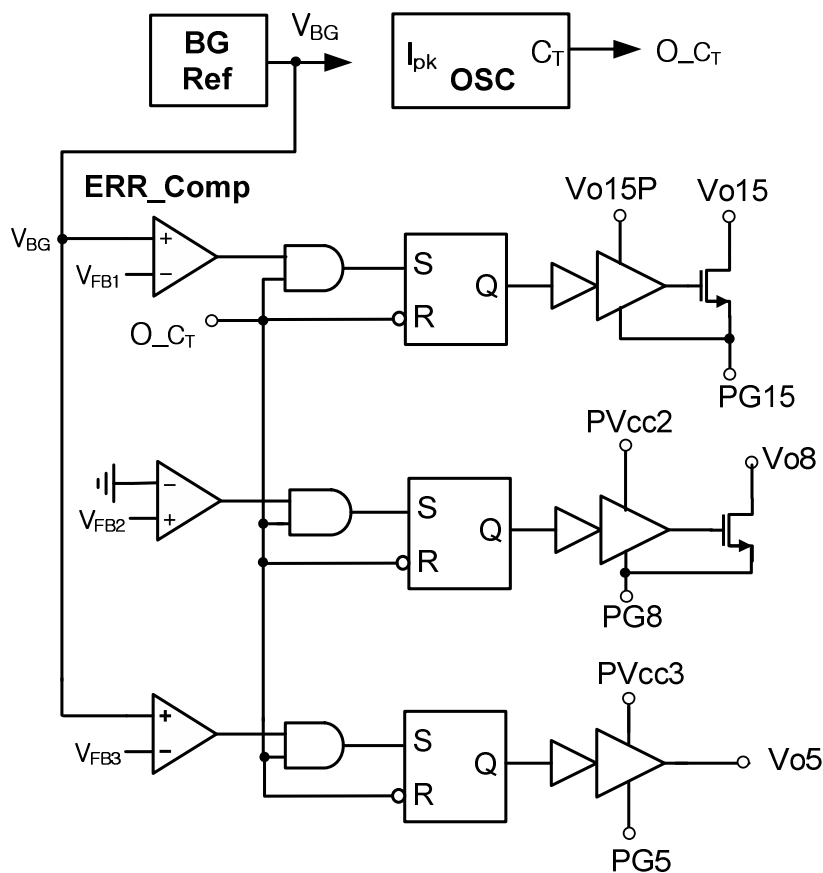 BG
Ref
VBG
Ipk
CT
OSC
O_CT
ERR_Comp
VBG
+
VFB1
−
S
R
Q
O_CT
Vo15P
Vo15
PG15
−
VFB2
+
S
R
Q
PVcc2
Vo8
PG8
+
VFB3
−
S
R
Q
PVcc3
Vo5
PG5